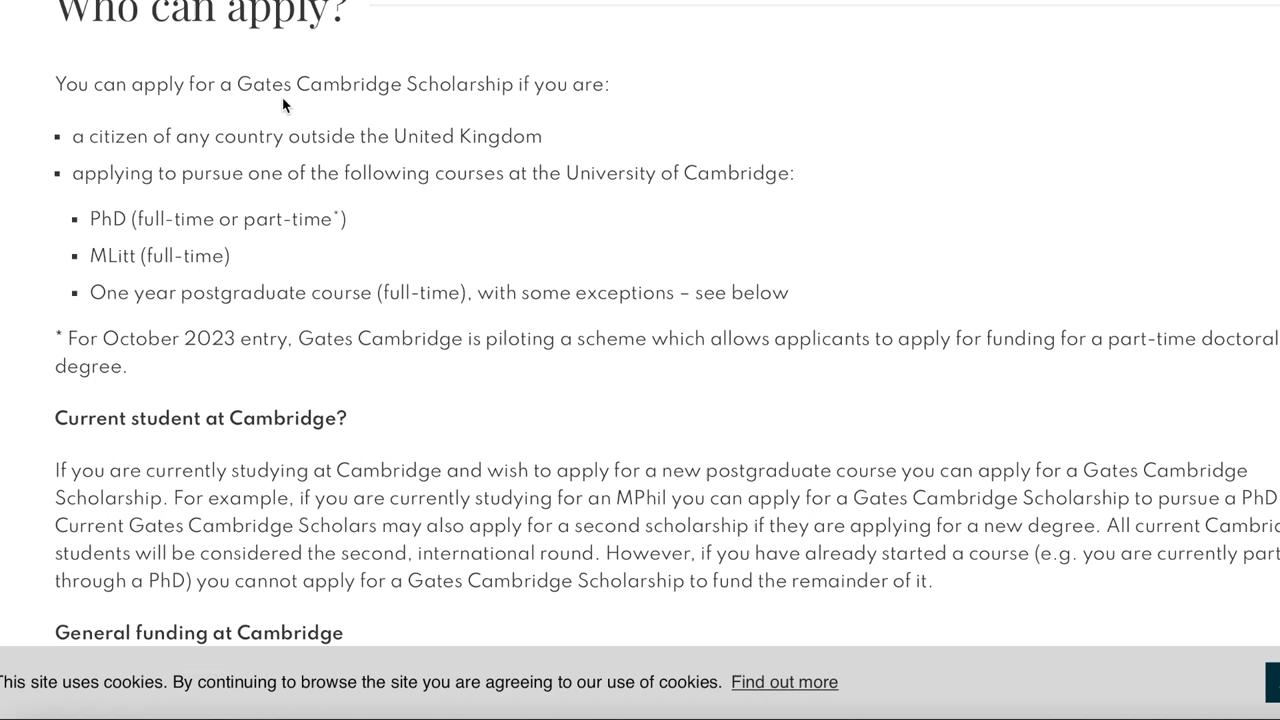 Who can apply?
You can apply for a Gates Cambridge Scholarship if you are:
▪ a citizen of any country outside the United Kingdom
▪ applying to pursue one of the following courses at the University of Cambridge:
▪ PhD (full-time or part-time*)
▪ MLitt (full-time)
▪ One year postgraduate course (full-time), with some exceptions – see below
* For October 2023 entry, Gates Cambridge is piloting a scheme which allows applicants to apply for funding for a part-time doctoral
degree.
Current student at Cambridge?
If you are currently studying at Cambridge and wish to apply for a new postgraduate course you can apply for a Gates Cambridge
Scholarship. For example, if you are currently studying for an MPhil you can apply for a Gates Cambridge Scholarship to pursue a PhD
Current Gates Cambridge Scholars may also apply for a second scholarship if they are applying for a new degree. All current
students will be considered the second, international round. However, if you have already started a course (e.g. you are currently part
through a PhD) you cannot apply for a Gates Cambridge Scholarship to fund the remainder of it.
General funding at Cambridge
This site uses cookies. By continuing to browse the site you are agreeing to our use of cookies. Find out more